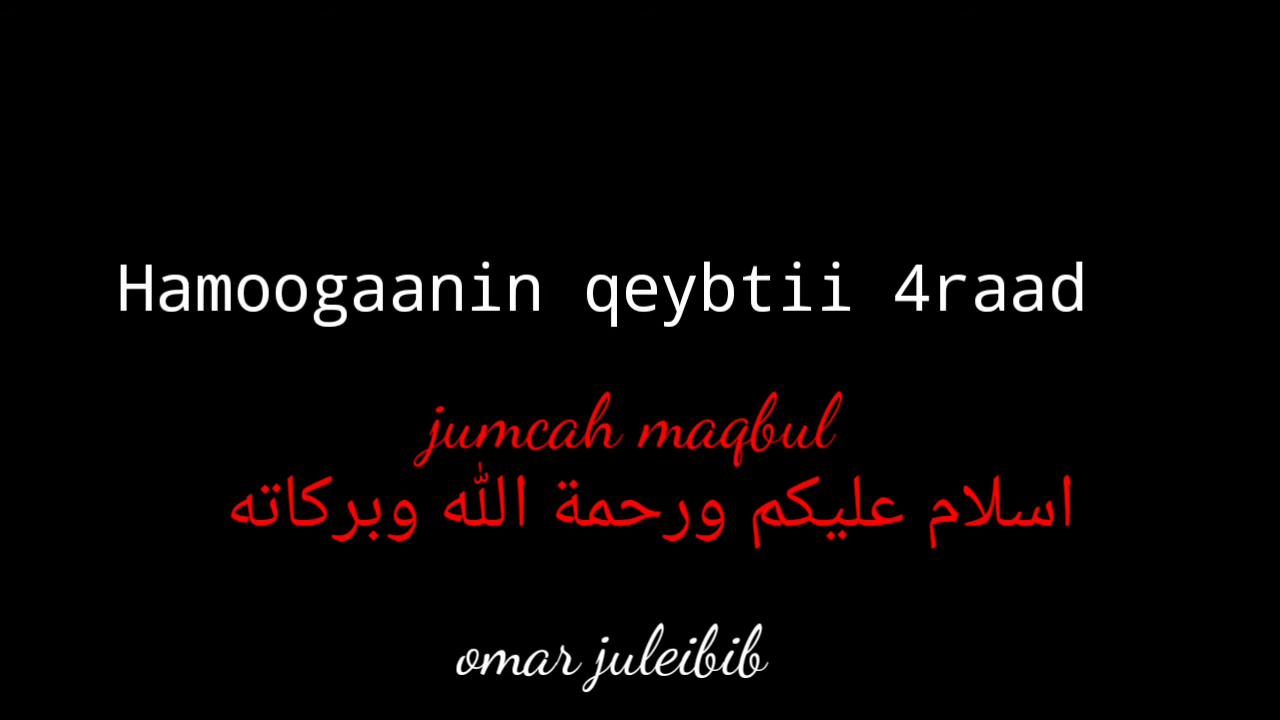 Hamoogaanin qeybtii 4raad
jumcah maqbul
اسلام عليكم ورحمة الله وبركاته
omar juleibib